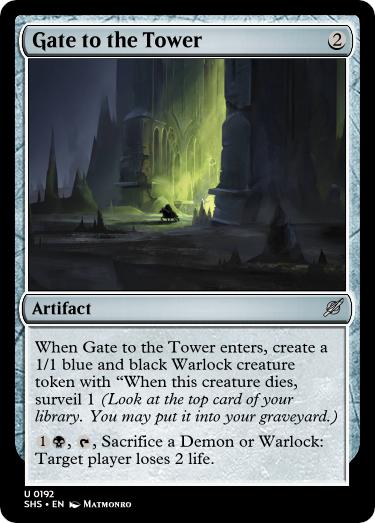 Gate to the Tower 2
Artifact
When Gate to the Tower enters, create a
1/1 blue and black Warlock creature
token with “When this creature dies,
surveil 1 (Look at the top card of your
library. You may put it into your graveyard.)
1 , , Sacrifice a Demon or Warlock:
Target player loses 2 life.
U 0192
SHS • EN Matmonro